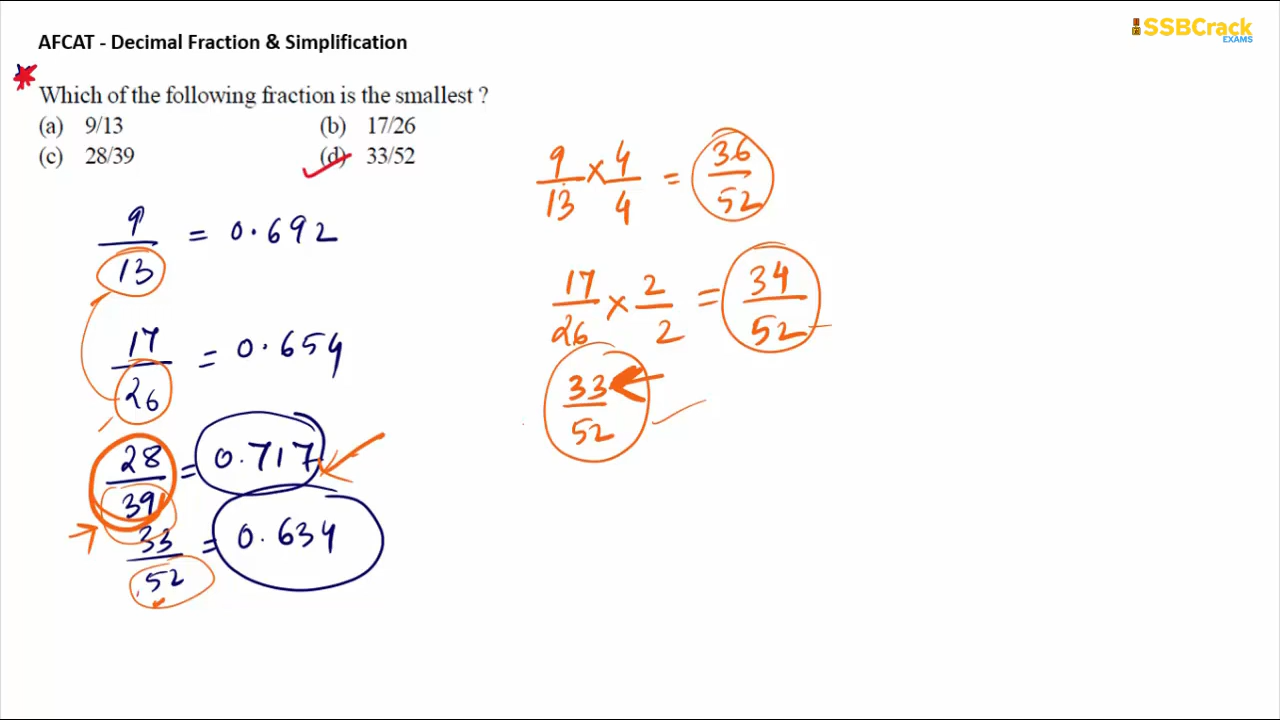 SSBCrack
EXAMS
AFCAT - Decimal Fraction & Simplification
Which of the following fraction is the smallest ?
(a) 9/13 (b) 17/26
(c) 28/39 (d) 33/52
9/13 = 0.692
17/26 = 0.654
28/39 = 0.717
33/52 = 0.634
9/13 × 4/4 = 36/52
17/26 × 2/2 = 34/52
33/52